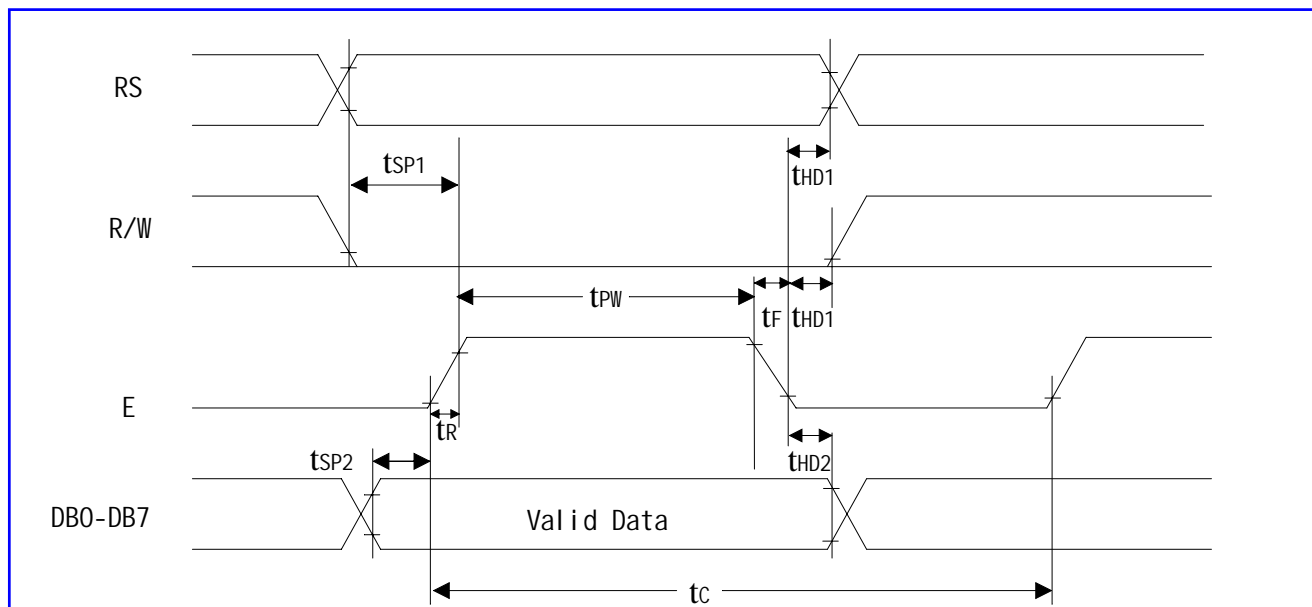 RS
tSP1
tHD1
R/W
tPW
tF
tHD1
E
tR
tSP2
tHD2
DB0-DB7
Valid Data
tC